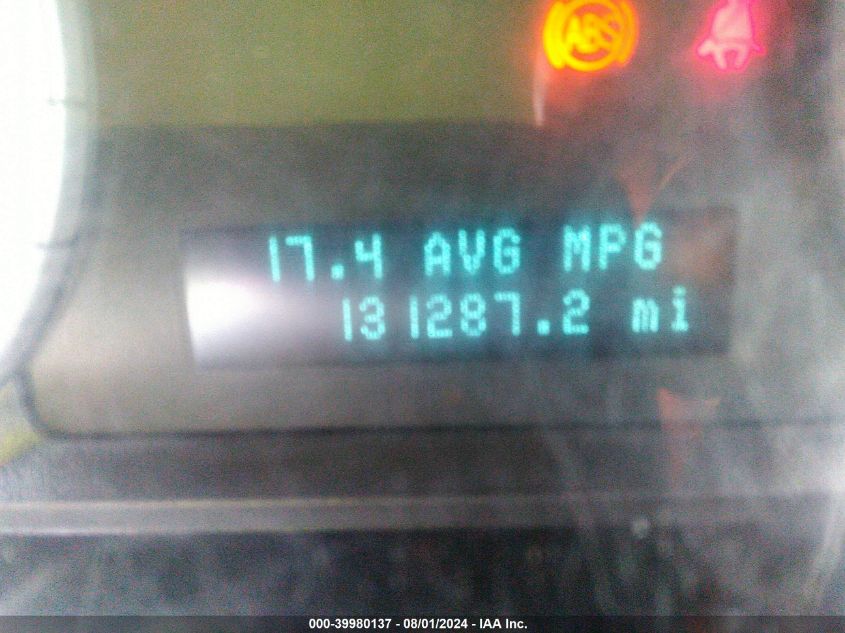 ABS
17.4 AVG MPG
131287.2 mi
000-39980137 - 08/01/2024 - IAA Inc.